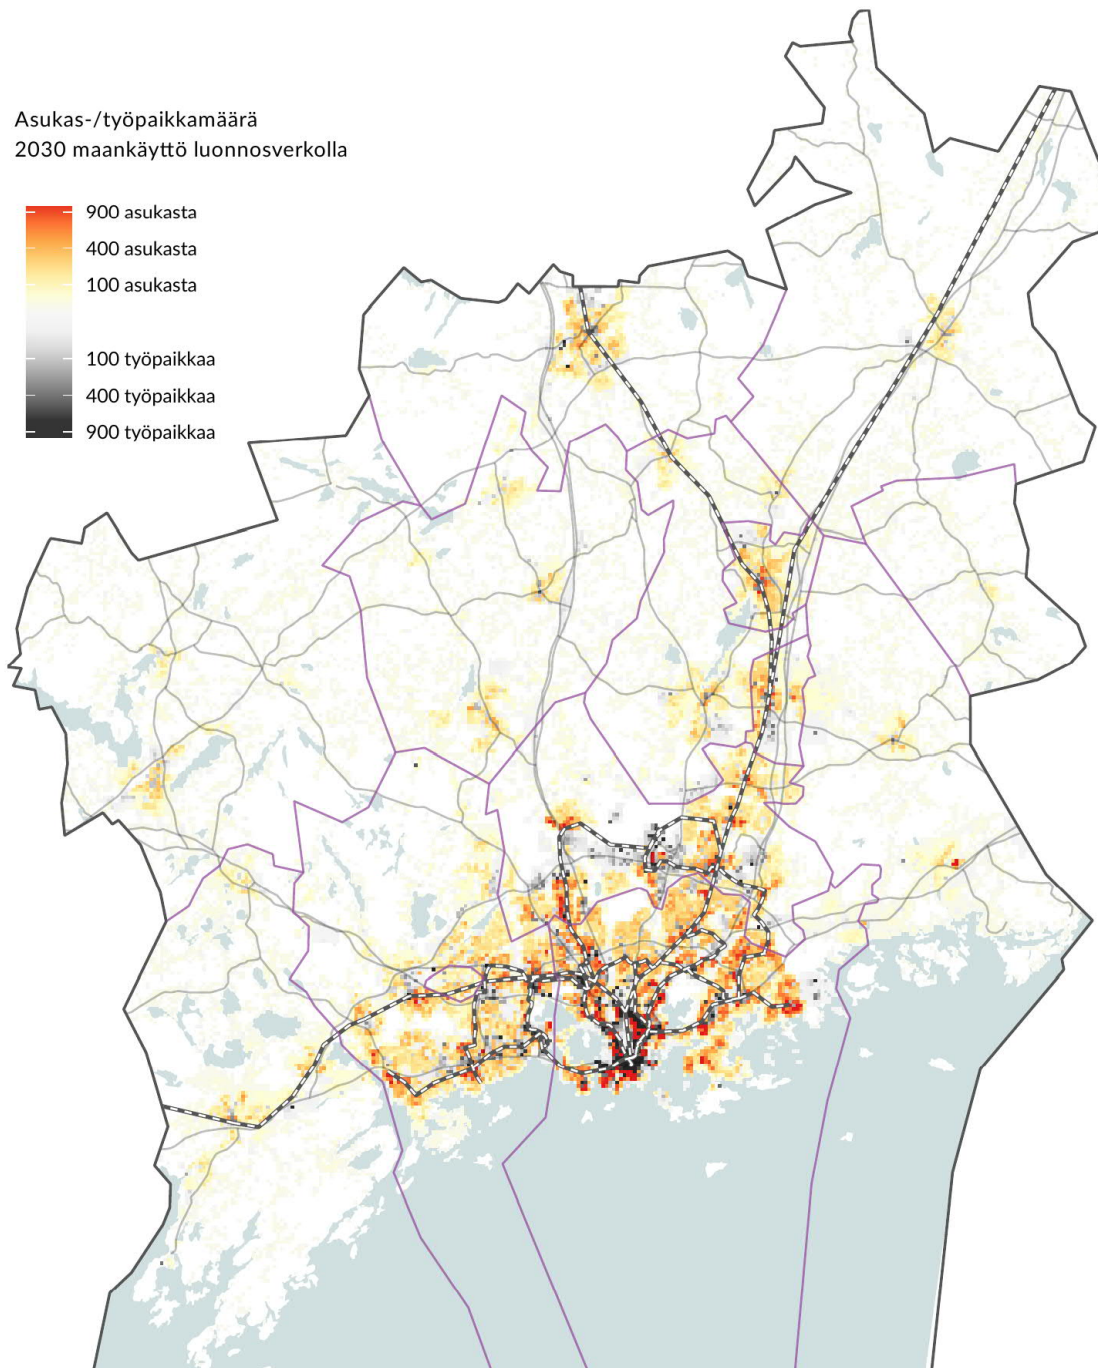 Asukas-/työpaikkamäärä
2030 maankäyttö luonnosverkolla
900 asukasta
400 asukasta
100 asukasta
100 työpaikkaa
400 työpaikkaa
900 työpaikkaa